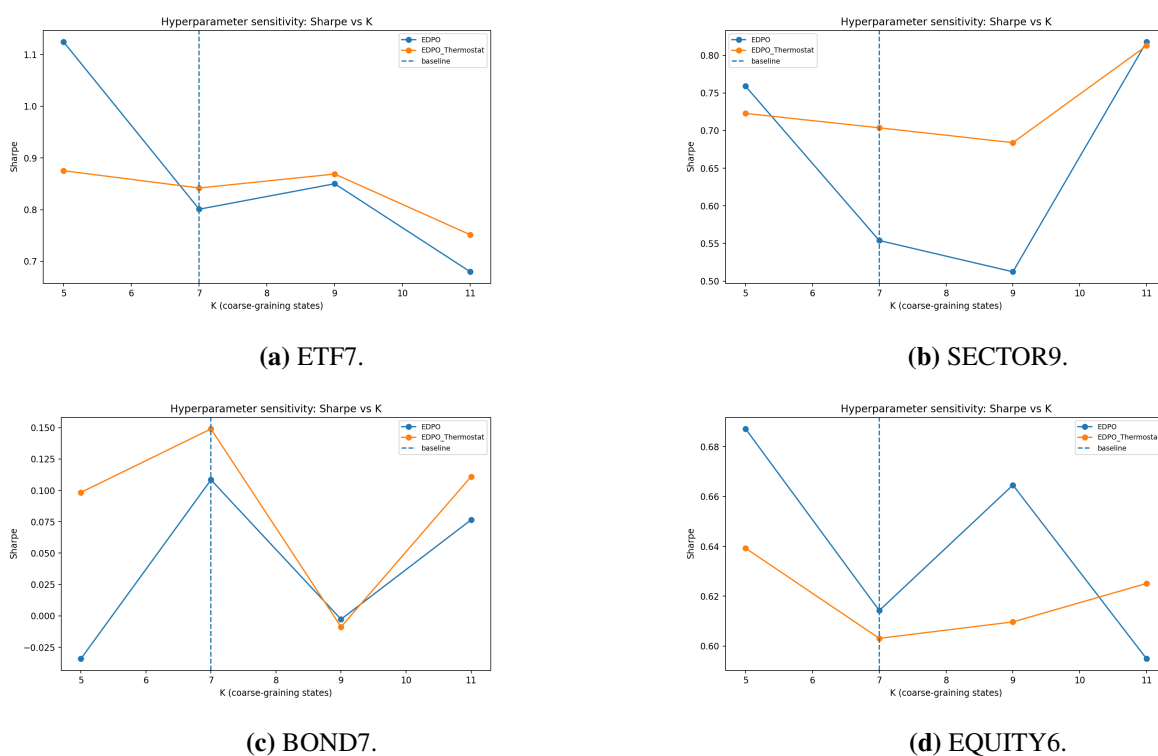 Hyperparameter sensitivity: Sharpe vs K
EDPO
EDPO_Thermostat
baseline
Sharpe
1.1
1.0
0.9
0.8
0.7
5 6 7 8 9 10 11
K (coarse-graining states)
(a) ETF7.
Hyperparameter sensitivity: Sharpe vs K
EDPO
EDPO_Thermostat
baseline
Sharpe
0.80
0.75
0.70
0.65
0.60
0.55
0.50
5 6 7 8 9 10 11
K (coarse-graining states)
(b) SECTOR9.
Hyperparameter sensitivity: Sharpe vs K
EDPO
EDPO_Thermostat
baseline
Sharpe
0.150
0.125
0.100
0.075
0.050
0.025
0.000
−0.025
5 6 7 8 9 10 11
K (coarse-graining states)
(c) BOND7.
Hyperparameter sensitivity: Sharpe vs K
EDPO
EDPO_Thermostat
baseline
Sharpe
0.68
0.66
0.64
0.62
0.60
5 6 7 8 9 10 11
K (coarse-graining states)
(d) EQUITY6.